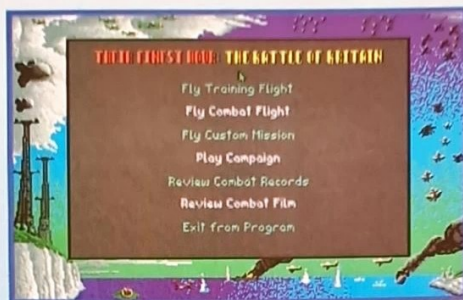 THEIR FINEST HOUR: THE BATTLE OF BRITAIN
Fly Training Flight
Fly Combat Flight
Fly Custom Mission
Play Campaign
Review Combat Records
Review Combat Film
Exit from Program